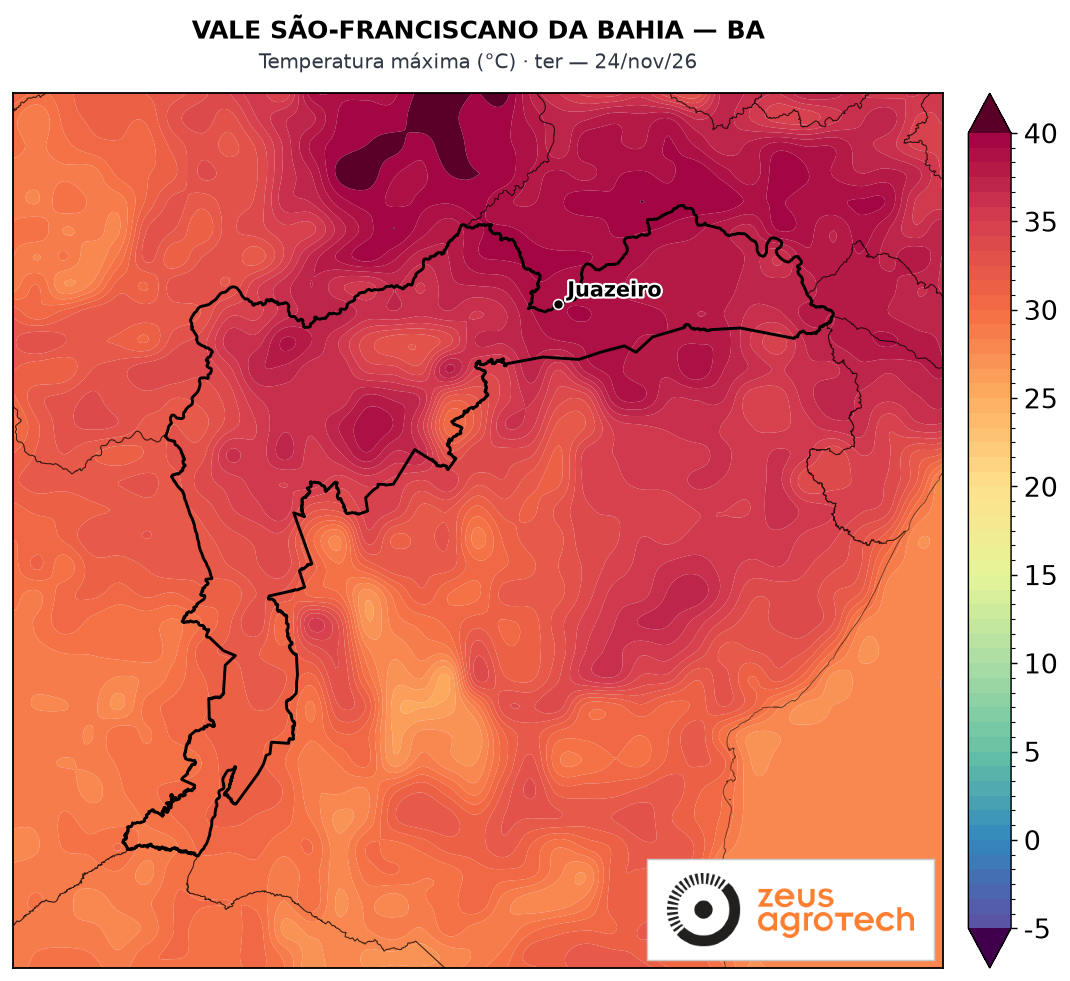 VALE SÃO-FRANCISCANO DA BAHIA — BA
Temperatura máxima (°C) · ter — 24/nov/26
Juazeiro
40
35
30
25
20
15
10
5
0
-5
zeus
agrotech